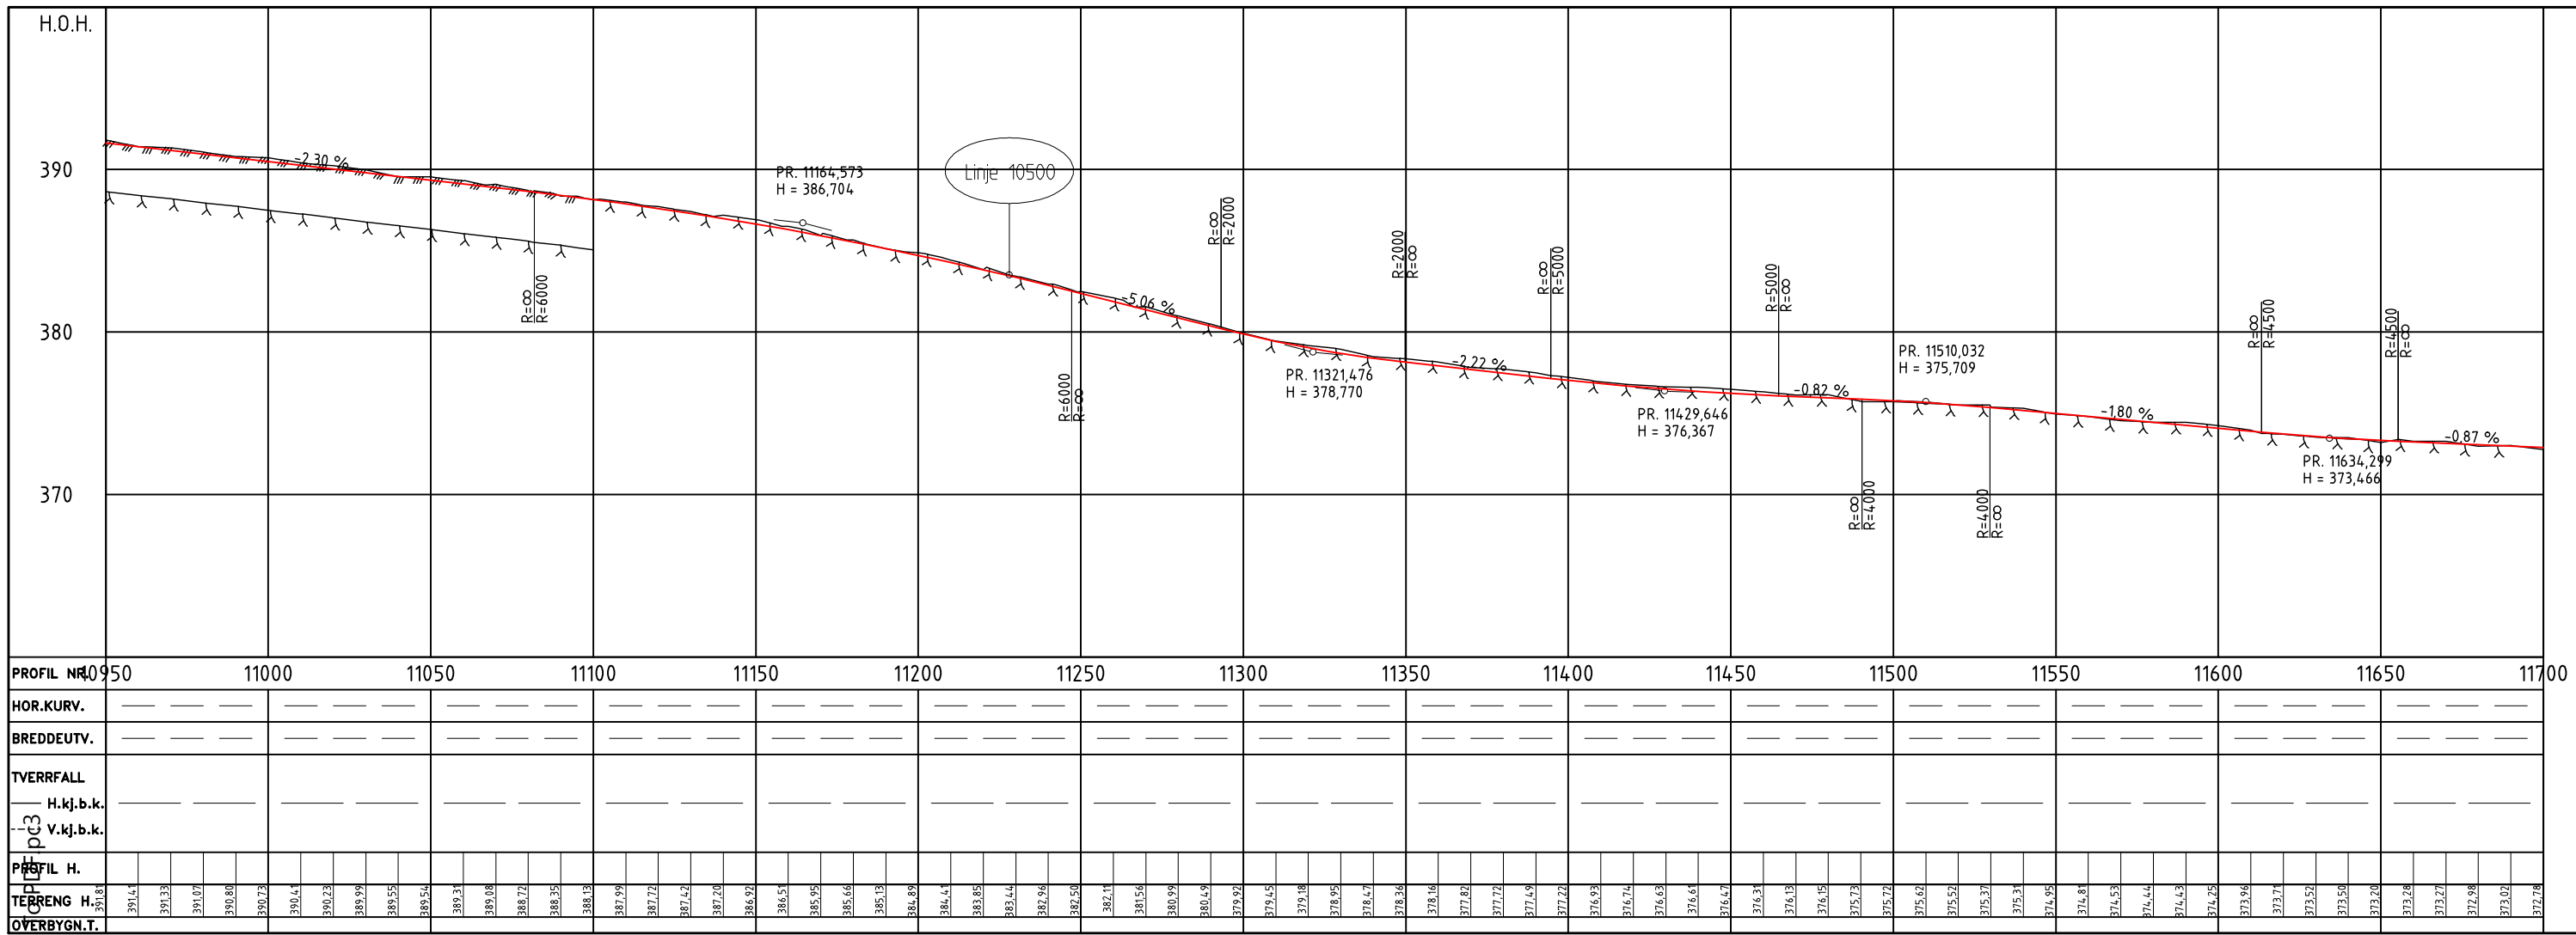 H.O.H.
390
380
370
-2.30 %
PR. 11164,573
H = 386,704
Linje 10500
R=∞
R=6000
R=6000
R=∞
-5.06 %
R=∞
R=2000
PR. 11321,476
H = 378,770
R=2000
R=∞
-2.22 %
R=∞
R=5000
PR. 11429,646
H = 376,367
R=5000
R=∞
-0.82 %
R=∞
R=4000
PR. 11510,032
H = 375,709
R=4000
R=∞
-1.80 %
R=∞
R=4500
PR. 11634,299
H = 373,466
R=4500
R=∞
-0.87 %
PROFIL NR. 10950 11000 11050 11100 11150 11200 11250 11300 11350 11400 11450 11500 11550 11600 11650 11700
HOR.KURV.
BREDDEUTV.
TVERRFALL
H.kj.b.k.
V.kj.b.k.
PROFIL H.
TERRENG H. 391,81 391,41 391,33 391,07 390,80 390,73 390,41 390,23 389,99 389,55 389,54 389,31 389,08 388,72 388,35 388,13 387,99 387,72 387,42 387,20 386,92 386,51 385,95 385,66 385,13 384,89 384,41 383,85 383,44 382,96 382,50 382,11 381,56 380,99 380,49 379,92 379,45 379,18 378,95 378,47 378,36 378,16 377,82 377,72 377,49 377,22 376,93 376,74 376,63 376,61 376,47 376,31 376,13 376,15 375,73 375,72 375,62 375,52 375,37 375,31 374,95 374,81 374,53 374,44 374,43 374,25 373,96 373,71 373,52 373,50 373,20 373,28 373,27 372,98 373,02 372,78
OVERBYGN.T.